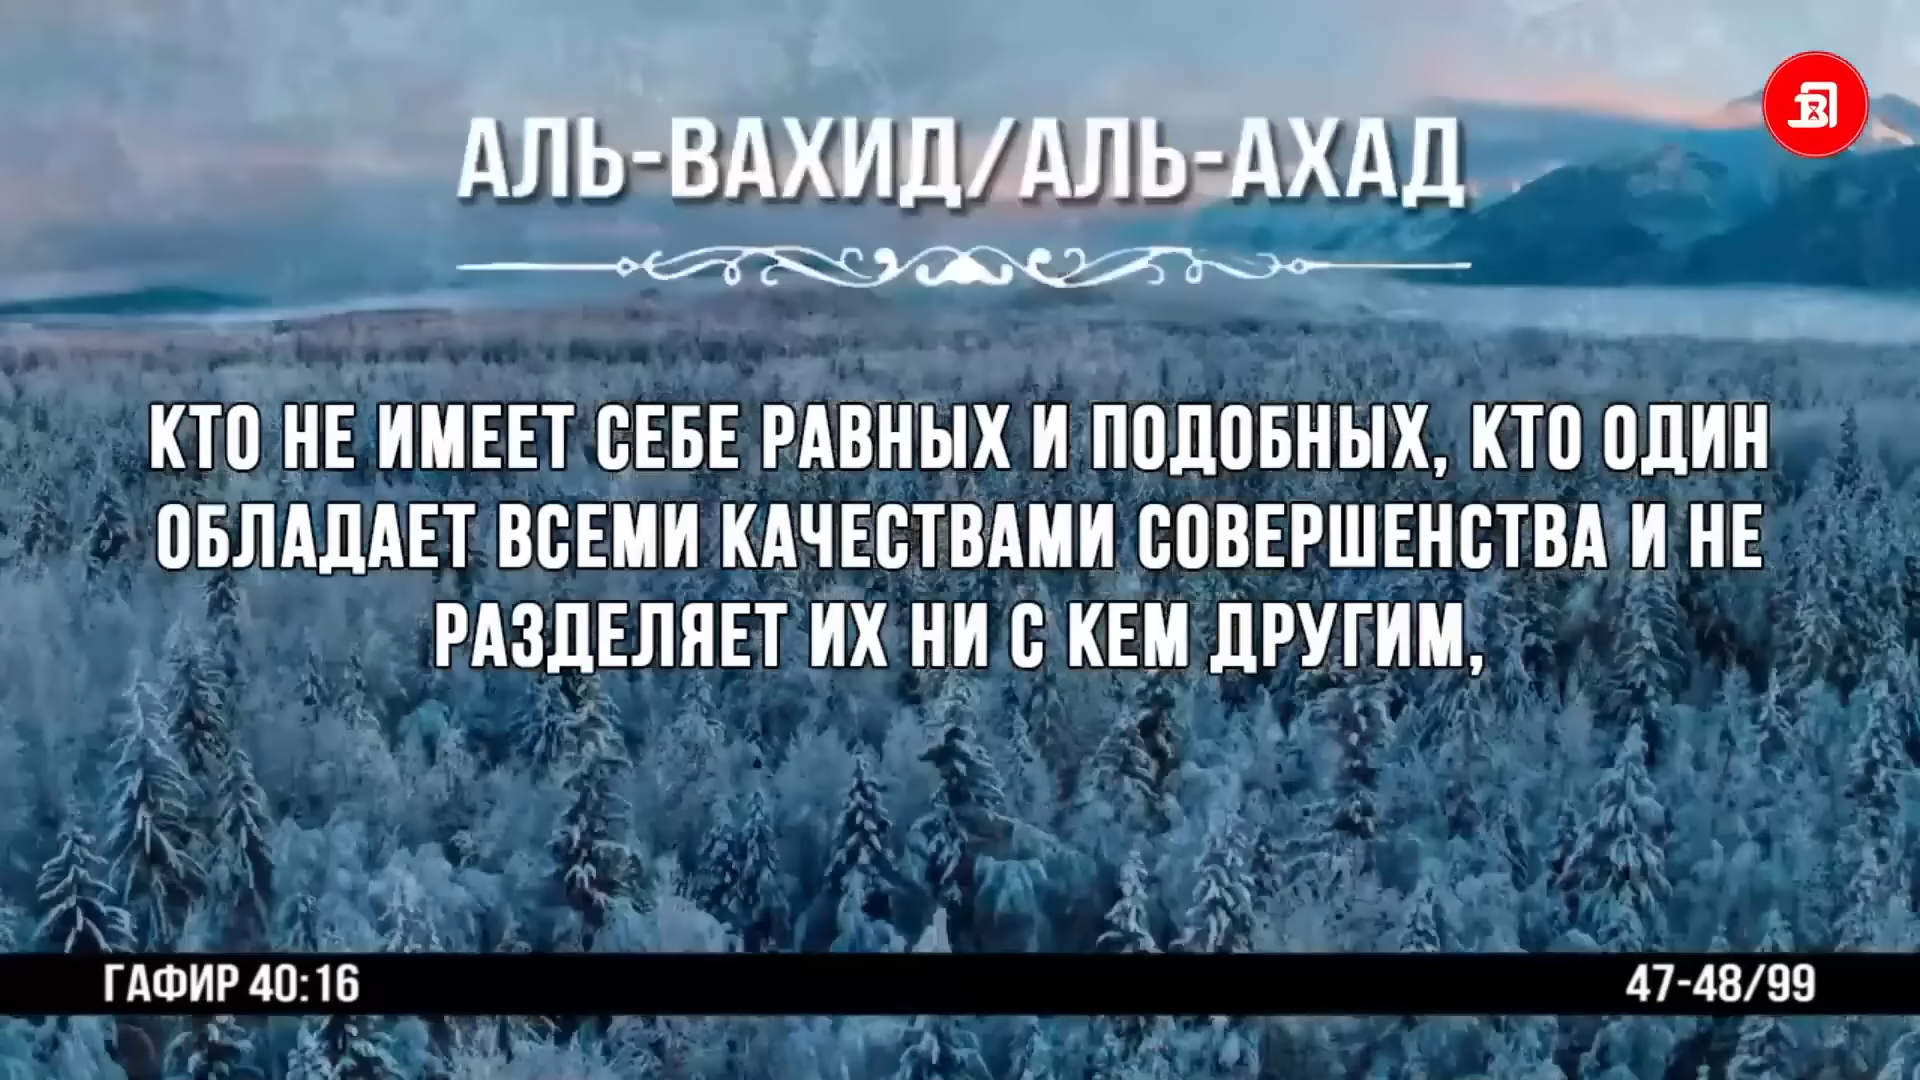 АЛЬ-ВАХИД/АЛЬ-АХАД
КТО НЕ ИМЕЕТ СЕБЕ РАВНЫХ И ПОДОБНЫХ, КТО ОДИН
ОБЛАДАЕТ ВСЕМИ КАЧЕСТВАМИ СОВЕРШЕНСТВА И НЕ
РАЗДЕЛЯЕТ ИХ НИ С КЕМ ДРУГИМ,
ГАФИР 40:16
47-48/99